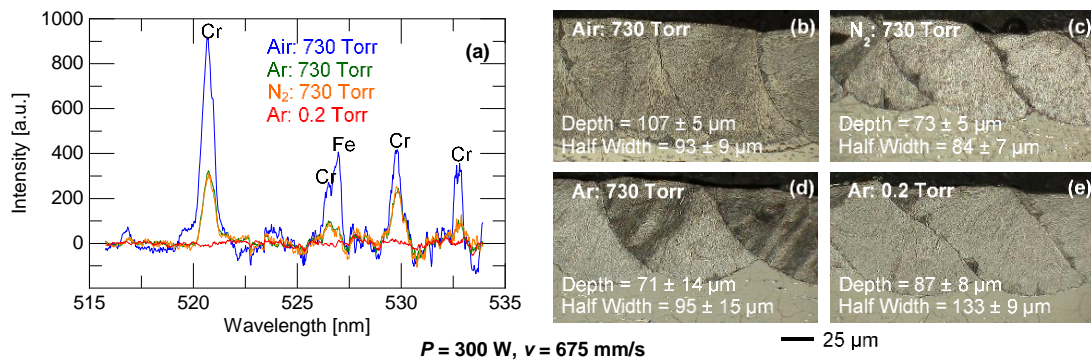 (a)
1000
800
600
400
200
0
Intensity [a.u.]
515
520
525
530
535
Wavelength [nm]
Cr
Cr
Fe
Cr
Cr
Air: 730 Torr
Ar: 730 Torr
N₂: 730 Torr
Ar: 0.2 Torr
Air: 730 Torr
(b)
Depth = 107 ± 5 μm
Half Width = 93 ± 9 μm
N₂: 730 Torr
(c)
Depth = 73 ± 5 μm
Half Width = 84 ± 7 μm
Ar: 730 Torr
(d)
Depth = 71 ± 14 μm
Half Width = 95 ± 15 μm
Ar: 0.2 Torr
(e)
Depth = 87 ± 8 μm
Half Width = 133 ± 9 μm
P = 300 W, v = 675 mm/s
25 μm